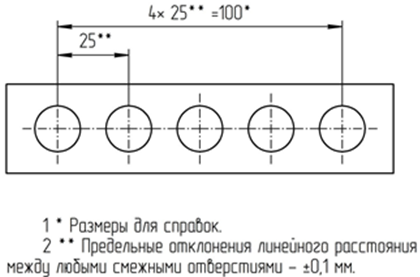 4× 25** =100*
25**
1 * Размеры для справок.
2 ** Предельные отклонения линейного расстояния
между любыми смежными отверстиями – ±0,1 мм.